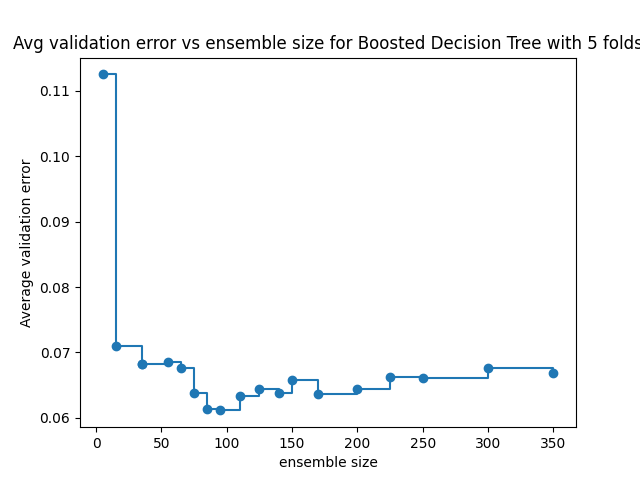 Avg validation error vs ensemble size for Boosted Decision Tree with 5 folds
0.11
0.10
0.09
0.08
0.07
0.06
Average validation error
0 50 100 150 200 250 300 350
ensemble size